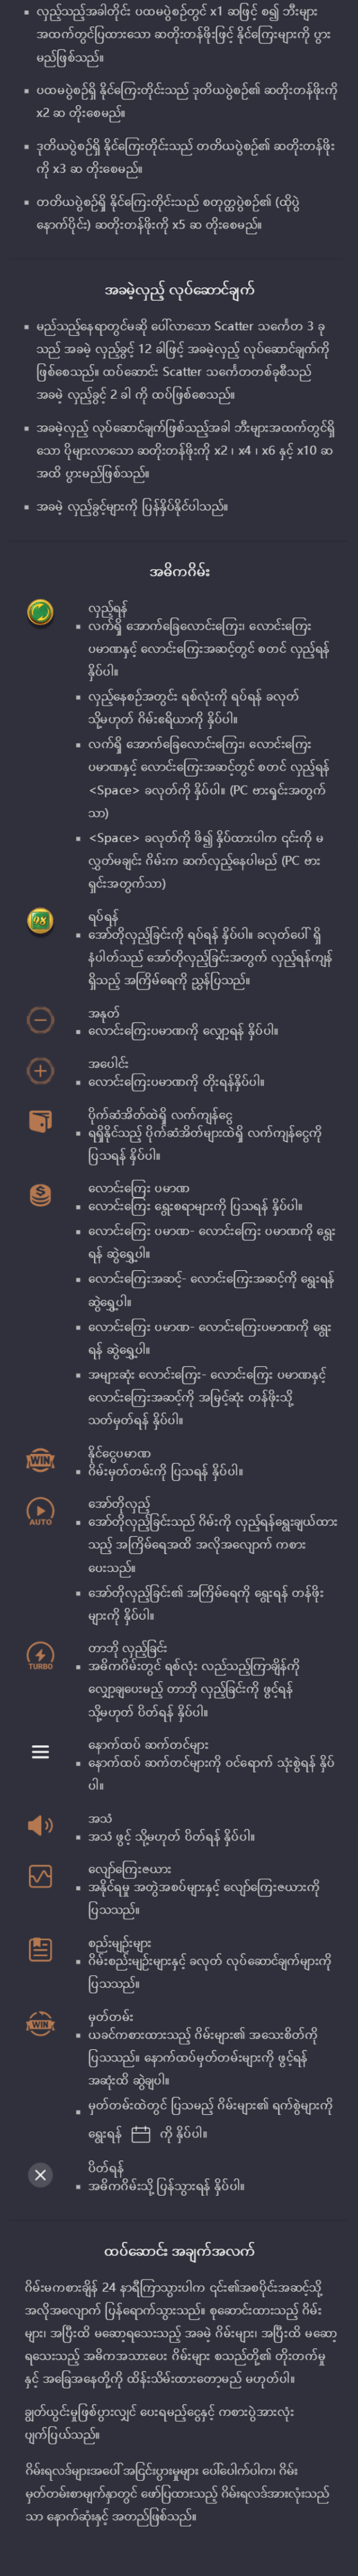 လှည့်သည့်အခါတိုင်း ပထမပွဲစဉ်တွင် x1 ဆဖြင့် စ၍ ဘီးများ
အထက်တွင်ပြထားသော ဆတိုးတန်ဖိုးဖြင့် နိုင်ကြေးများကို ပွား
မည်ဖြစ်သည်။
ပထမပွဲစဉ်ရှိ နိုင်ကြေးတိုင်းသည် ဒုတိယပွဲစဉ်၏ ဆတိုးတန်ဖိုးကို
x2 ဆ တိုးစေမည်။
ဒုတိယပွဲစဉ်ရှိ နိုင်ကြေးတိုင်းသည် တတိယပွဲစဉ်၏ ဆတိုးတန်ဖိုး
ကို x3 ဆ တိုးစေမည်။
တတိယပွဲစဉ်ရှိ နိုင်ကြေးတိုင်းသည် စတုတ္ထပွဲစဉ်၏ (ထိုပွဲ
နောက်ပိုင်း) ဆတိုးတန်ဖိုးကို x5 ဆ တိုးစေမည်။
အခမဲ့လှည့် လုပ်ဆောင်ချက်
မည်သည့်နေရာတွင်မဆို ပေါ်လာသော Scatter သင်္ကေတ 3 ခု
သည် အခမဲ့ လှည့်ခွင့် 12 ခါဖြင့် အခမဲ့လှည့် လုပ်ဆောင်ချက်ကို
ဖြစ်စေသည်။ ထပ်ဆောင်း Scatter သင်္ကေတတစ်ခုစီသည်
အခမဲ့ လှည့်ခွင့် 2 ခါ ကို ထပ်ဖြစ်စေသည်။
အခမဲ့လှည့် လုပ်ဆောင်ချက်ဖြစ်သည့်အခါ ဘီးများအထက်တွင်ရှိ
သော ပိုများလာသော ဆတိုးတန်ဖိုးကို x2 ၊ x4 ၊ x6 နှင့် x10 ဆ
အထိ ပွားမည်ဖြစ်သည်။
အခမဲ့ လှည့်ခွင့်များကို ပြန်နှိပ်နိုင်ပါသည်။
အဓိကဂိမ်း
လှည့်ရန်
လက်ရှိ အောက်ခြေလောင်းကြေး၊ လောင်းကြေး
ပမာဏနှင့် လောင်းကြေးအဆင့်တွင် စတင် လှည့်ရန်
နှိပ်ပါ။
လှည့်နေစဉ်အတွင်း ရစ်လုံးကို ရပ်ရန် ခလုတ်
သို့မဟုတ် ဂိမ်းဧရိယာကို နှိပ်ပါ။
လက်ရှိ အောက်ခြေလောင်းကြေး၊ လောင်းကြေး
ပမာဏနှင့် လောင်းကြေးအဆင့်တွင် စတင် လှည့်ရန်
<Space> ခလုတ်ကို နှိပ်ပါ။ (PC ဗားရှင်းအတွက်
သာ)
<Space> ခလုတ်ကို ဖိ၍ နှိပ်ထားပါက ၎င်းကို မ
လွှတ်မချင်း ဂိမ်းက ဆက်လှည့်နေပါမည် (PC ဗား
ရှင်းအတွက်သာ)
ရပ်ရန်
အော်တိုလှည့်ခြင်းကို ရပ်ရန် နှိပ်ပါ။ ခလုတ်ပေါ် ရှိ
နံပါတ်သည် အော်တိုလှည့်ခြင်းအတွက် လှည့်ရန်ကျန်
ရှိသည့် အကြိမ်ရေကို ညွှန်ပြသည်။
အနုတ်
လောင်းကြေးပမာဏကို လျှော့ရန် နှိပ်ပါ။
အပေါင်း
လောင်းကြေးပမာဏကို တိုးရန်နှိပ်ပါ။
ပိုက်ဆံအိတ်ထဲရှိ လက်ကျန်ငွေ
ရရှိနိုင်သည့် ပိုက်ဆံအိတ်များထဲရှိ လက်ကျန်ငွေကို
ပြသရန် နှိပ်ပါ။
လောင်းကြေး ပမာဏ
လောင်းကြေး ရွေးစရာများကို ပြသရန် နှိပ်ပါ။
လောင်းကြေး ပမာဏ- လောင်းကြေး ပမာဏကို ရွေး
ရန် ဆွဲရွှေ့ပါ။
လောင်းကြေးအဆင့်- လောင်းကြေးအဆင့်ကို ရွေးရန်
ဆွဲရွှေ့ပါ။
လောင်းကြေး ပမာဏ- လောင်းကြေးပမာဏကို ရွေး
ရန် ဆွဲရွှေ့ပါ။
အများဆုံး လောင်းကြေး- လောင်းကြေး ပမာဏနှင့်
လောင်းကြေးအဆင့်ကို အမြင့်ဆုံး တန်ဖိုးသို့
သတ်မှတ်ရန် နှိပ်ပါ။
WIN
နိုင်ငွေပမာဏ
ဂိမ်းမှတ်တမ်းကို ပြသရန် နှိပ်ပါ။
AUTO
အော်တိုလှည့်
အော်တိုလှည့်ခြင်းသည် ဂိမ်းကို လှည့်ရန်ရွေးချယ်ထား
သည့် အကြိမ်ရေအထိ အလိုအလျောက် ကစား
ပေးသည်။
အော်တိုလှည့်ခြင်း၏ အကြိမ်ရေကို ရွေးရန် တန်ဖိုး
များကို နှိပ်ပါ။
TURBO
တာဘို လှည့်ခြင်း
အဓိကဂိမ်းတွင် ရစ်လုံး လည်သည့်ကြာချိန်ကို
လျှော့ချပေးမည့် တာဘို လှည့်ခြင်းကို ဖွင့်ရန်
သို့မဟုတ် ပိတ်ရန် နှိပ်ပါ။
နောက်ထပ် ဆက်တင်များ
နောက်ထပ် ဆက်တင်များကို ဝင်ရောက် သုံးစွဲရန် နှိပ်
ပါ။
အသံ
အသံ ဖွင့် သို့မဟုတ် ပိတ်ရန် နှိပ်ပါ။
လျော်ကြေးဇယား
အနိုင်ရမှု အတွဲအစပ်များနှင့် လျော်ကြေးဇယားကို
ပြသသည်။
စည်းမျဉ်းများ
ဂိမ်းစည်းမျဉ်းများနှင့် ခလုတ် လုပ်ဆောင်ချက်များကို
ပြသသည်။
WIN
မှတ်တမ်း
ယခင်ကစားထားသည့် ဂိမ်းများ၏ အသေးစိတ်ကို
ပြသသည်။ နောက်ထပ်မှတ်တမ်းများကို ဖွင့်ရန်
အဆုံးထိ ဆွဲချပါ။
မှတ်တမ်းထဲတွင် ပြသမည့် ဂိမ်းများ၏ ရက်စွဲများကို
ရွေးရန် ကို နှိပ်ပါ။
ပိတ်ရန်
အဓိကဂိမ်းသို့ ပြန်သွားရန် နှိပ်ပါ။
ထပ်ဆောင်း အချက်အလက်
ဂိမ်းမကစားချိန် 24 နာရီကြာသွားပါက ၎င်း၏အစပိုင်းအဆင့်သို့
အလိုအလျောက် ပြန်ရောက်သွားသည်။ စုဆောင်းထားသည့် ဂိမ်း
များ၊ အပြီးထိ မဆော့ရသေးသည့် အခမဲ့ ဂိမ်းများ၊ အပြီးထိ မဆော့
ရသေးသည့် အဓိကအသားပေး ဂိမ်းများ စသည်တို့၏ တိုးတက်မှု
နှင့် အခြေအနေတို့ကို ထိန်းသိမ်းထားတော့မည် မဟုတ်ပါ။
ချွတ်ယွင်းမှုဖြစ်ပွားလျှင် ပေးရမည့်ငွေနှင့် ကစားပွဲအားလုံး
ပျက်ပြယ်သည်။
ဂိမ်းရလဒ်များအပေါ် အငြင်းပွားမှုများ ပေါ်ပေါက်ပါက၊ ဂိမ်း
မှတ်တမ်းစာမျက်နှာတွင် ဖော်ပြထားသည့် ဂိမ်းရလဒ်အားလုံးသည်
သာ နောက်ဆုံးနှင့် အတည်ဖြစ်သည်။